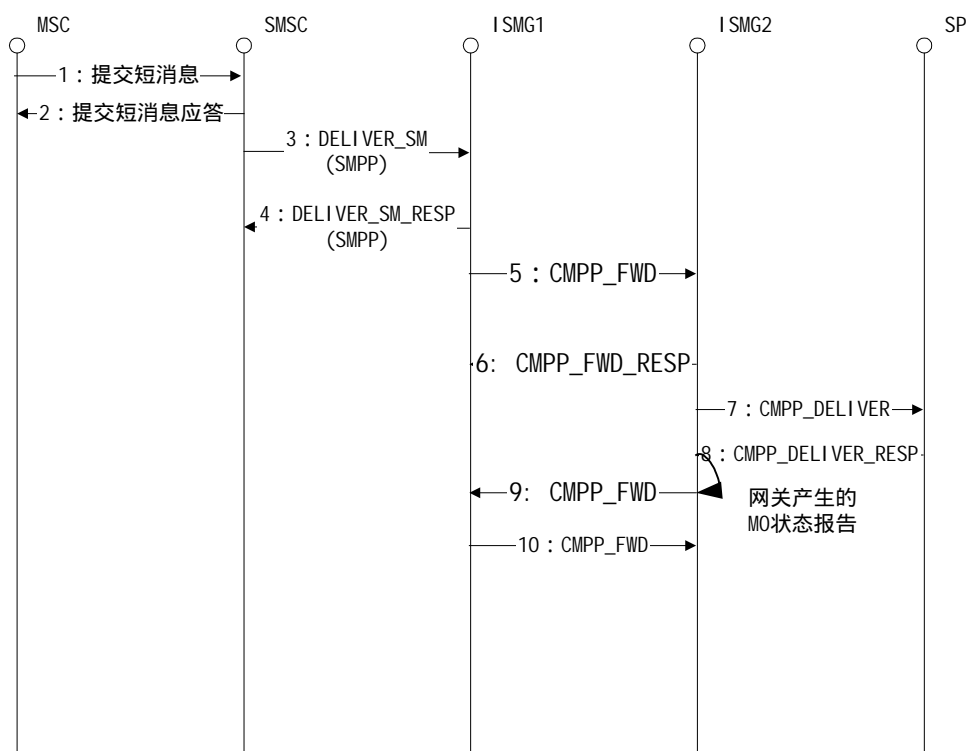 MSC SMSC ISMG1 ISMG2 SP
1：提交短消息
2：提交短消息应答
3：DELIVER_SM
(SMPP)
4：DELIVER_SM_RESP
(SMPP)
5：CMPP_FWD
6: CMPP_FWD_RESP
7：CMPP_DELIVER
8：CMPP_DELIVER_RESP
9: CMPP_FWD
网关产生的
MO状态报告
10：CMPP_FWD